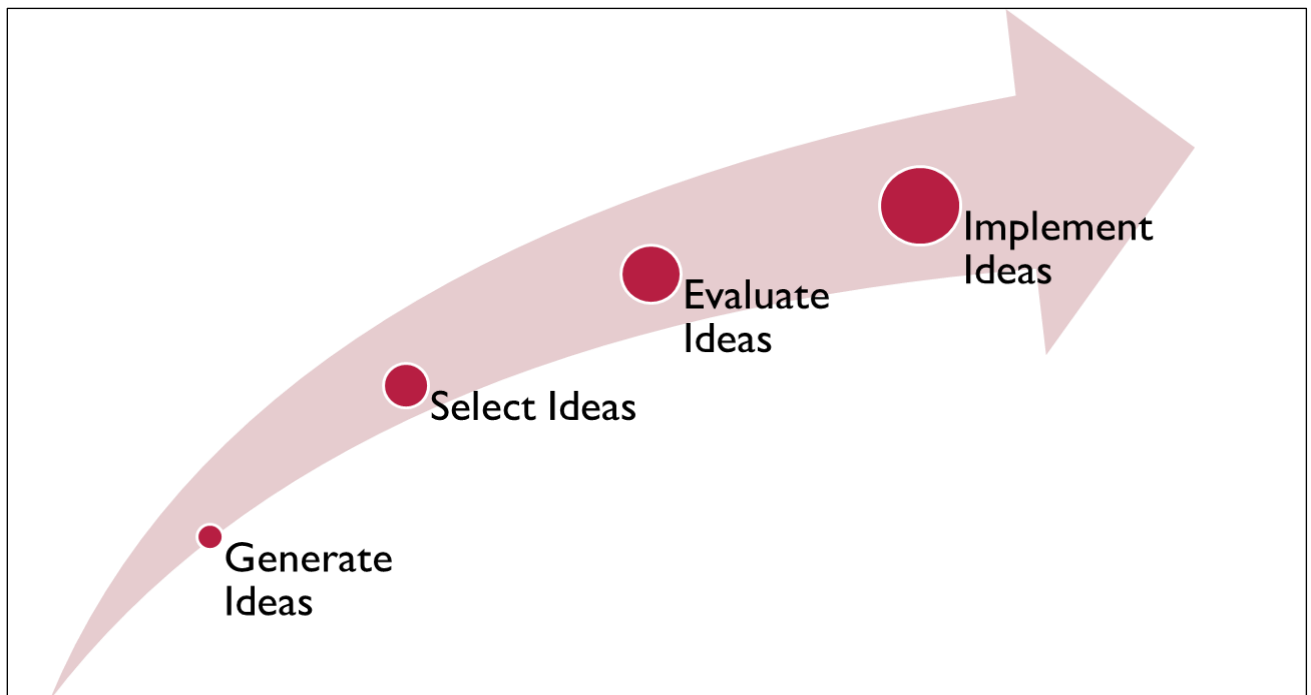 Generate
Ideas
Select Ideas
Evaluate
Ideas
Implement
Ideas